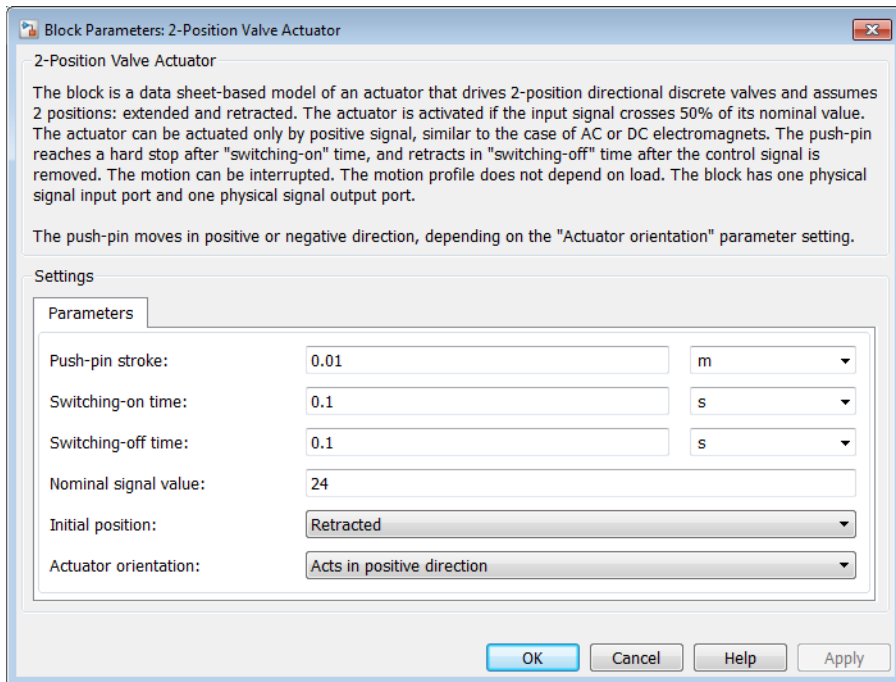 Block Parameters: 2-Position Valve Actuator
2-Position Valve Actuator
The block is a data sheet-based model of an actuator that drives 2-position directional discrete valves and assumes
2 positions: extended and retracted. The actuator is activated if the input signal crosses 50% of its nominal value.
The actuator can be actuated only by positive signal, similar to the case of AC or DC electromagnets. The push-pin
reaches a hard stop after "switching-on" time, and retracts in "switching-off" time after the control signal is
removed. The motion can be interrupted. The motion profile does not depend on load. The block has one physical
signal input port and one physical signal output port.
The push-pin moves in positive or negative direction, depending on the "Actuator orientation" parameter setting.
Settings
Parameters
Push-pin stroke: 0.01 m
Switching-on time: 0.1 s
Switching-off time: 0.1 s
Nominal signal value: 24
Initial position: Retracted
Actuator orientation: Acts in positive direction
OK Cancel Help Apply